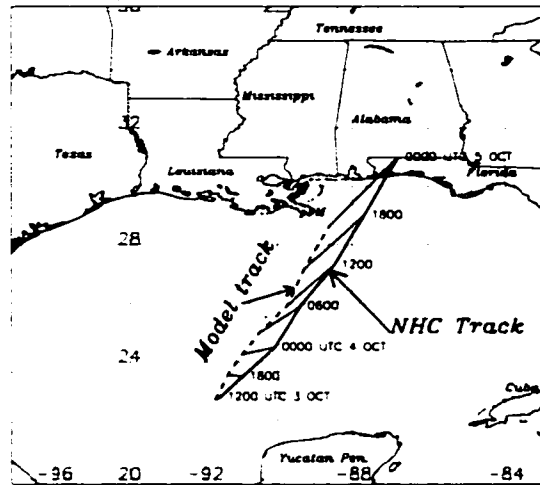 Tennessee
Arkansas
Mississippi
32
Alabama
Texas
Louisiana
0000 UTC 5 OCT
Florida
1800
28
1200
Model track
0600
NHC Track
24
0000 UTC 4 OCT
1800
1200 UTC 3 OCT
Cuba
Yucatan Pen.
-96
20
-92
-88
-84